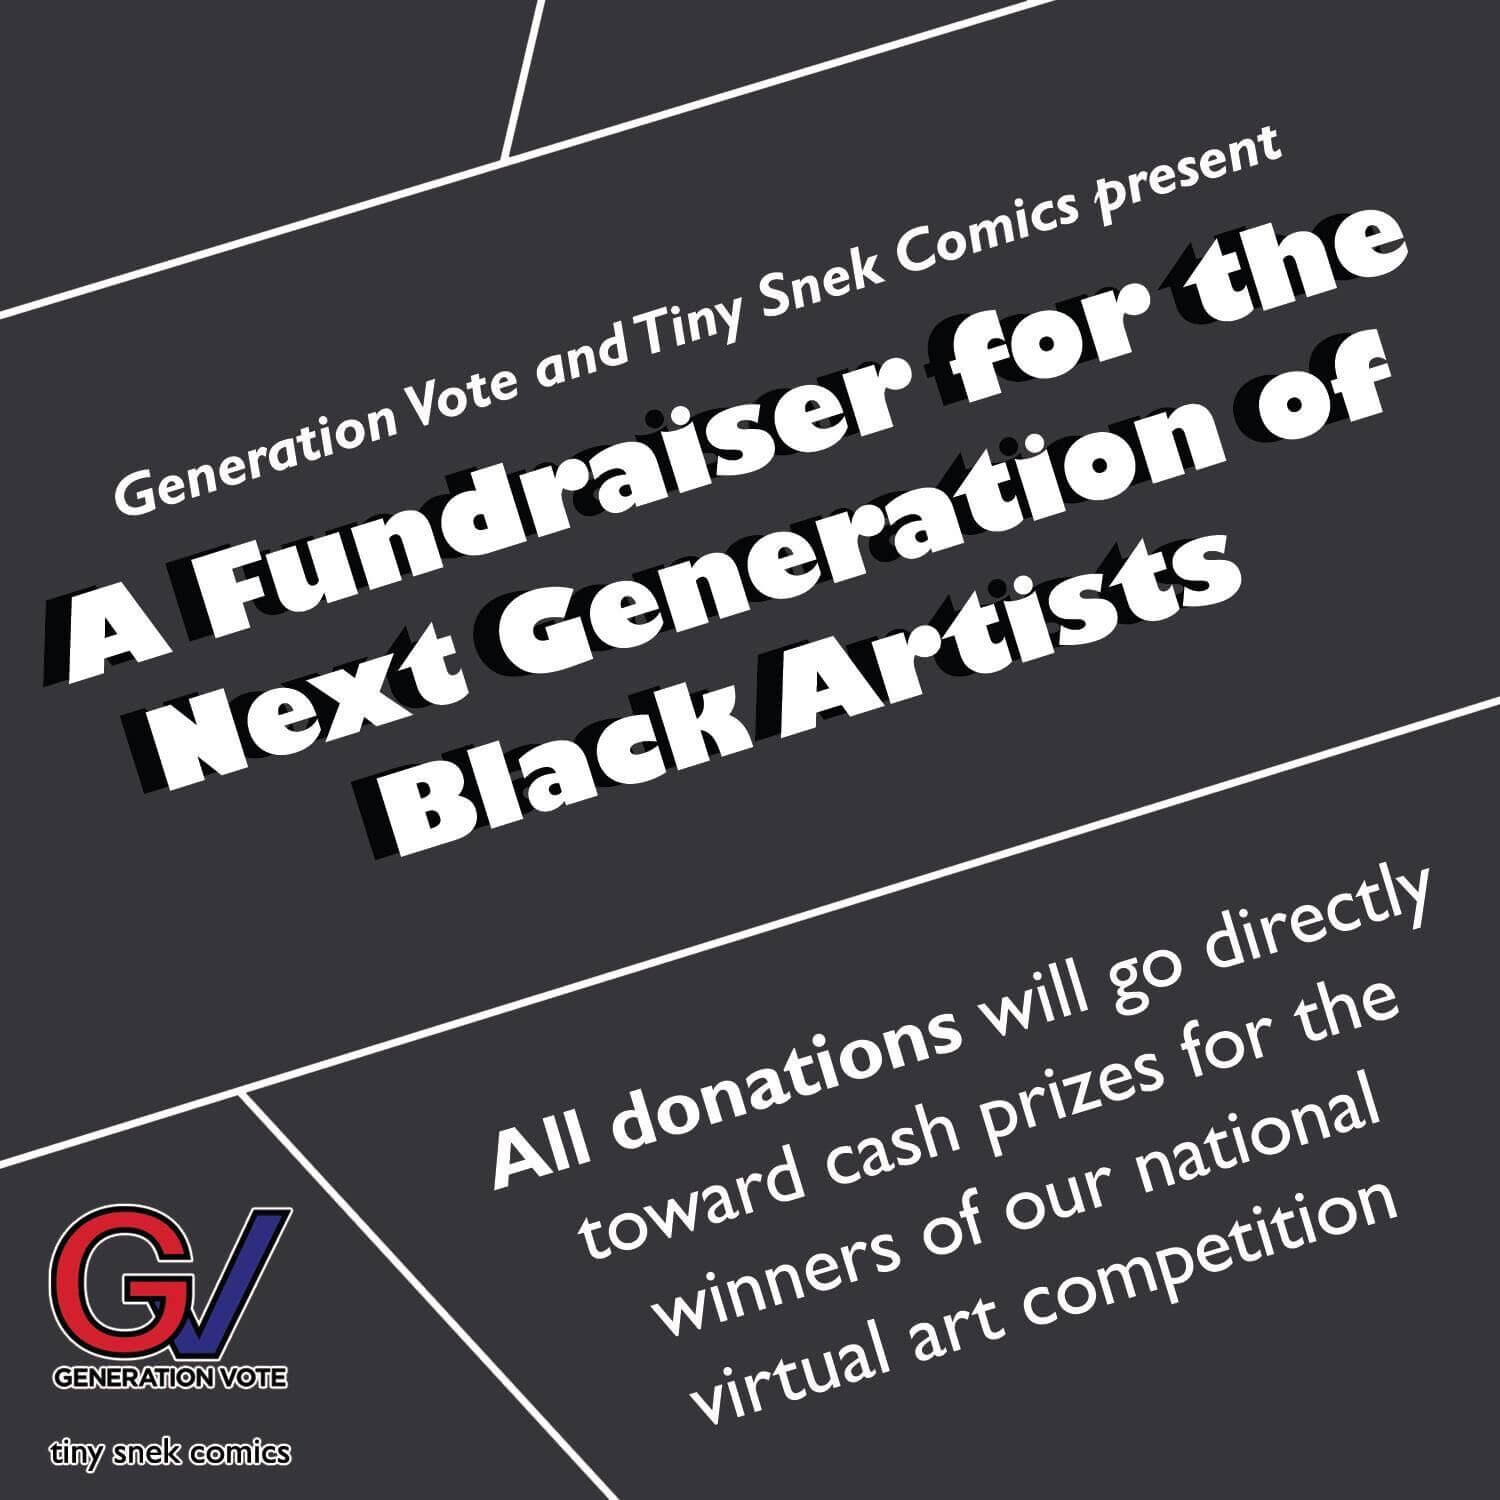 Generation Vote and Tiny Snek Comics present
A Fundraiser for the
Next Generation of
Black Artists
All donations will go directly
toward cash prizes for the
winners of our national
virtual art competition
GV
GENERATION VOTE
tiny snek comics